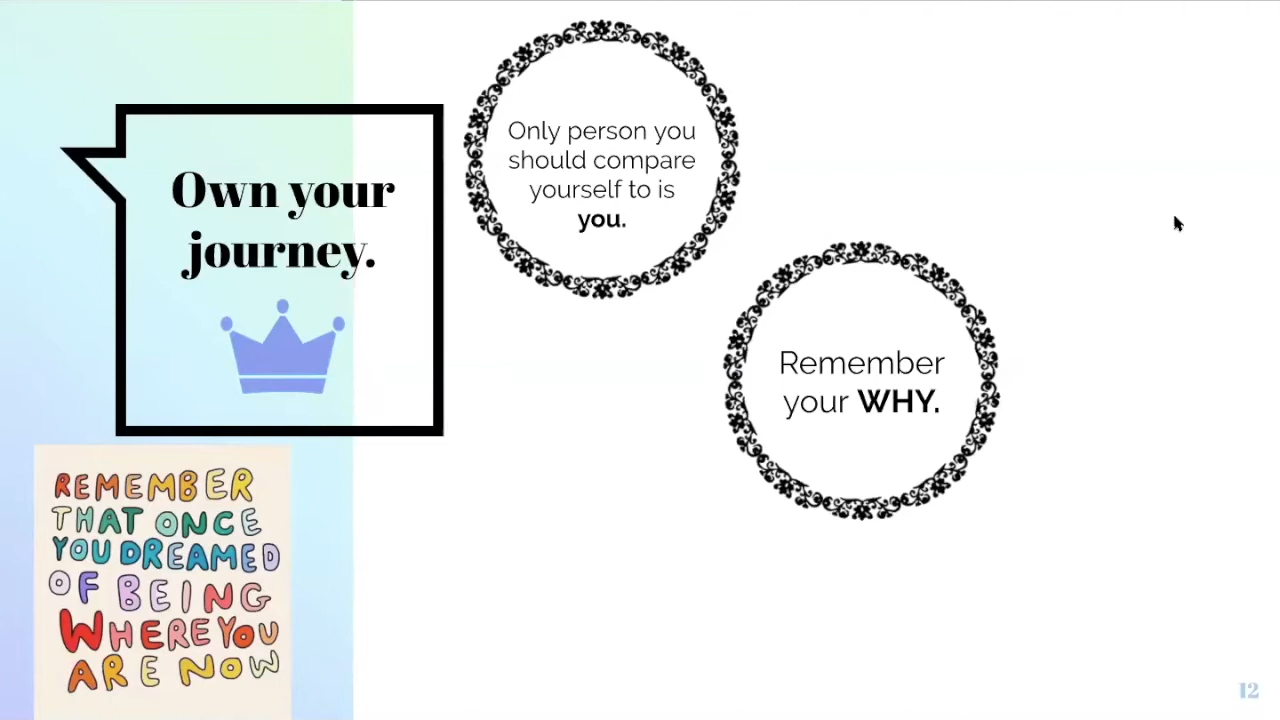 Own your
journey.
Only person you
should compare
yourself to is
you.
Remember
your WHY.
REMEMBER
THAT ONCE
YOU DREAMED
OF BEING
WHERE YOU
ARE NOW
12